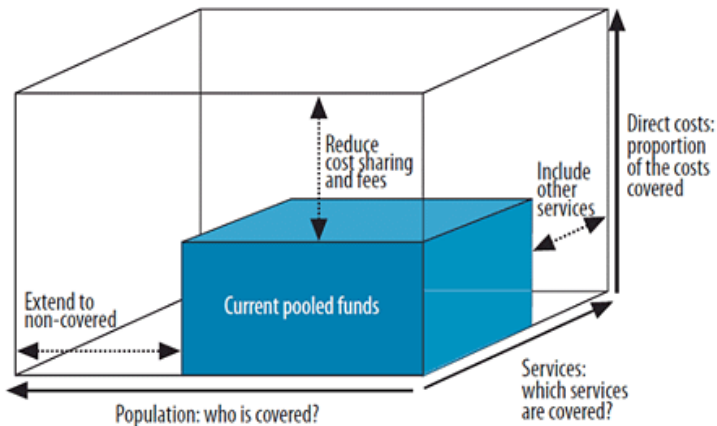 Reduce
cost sharing
and fees
Include
other
services
Direct costs:
proportion
of the costs
covered
Extend to
non-covered
Current pooled funds
Population: who is covered?
Services:
which services
are covered?